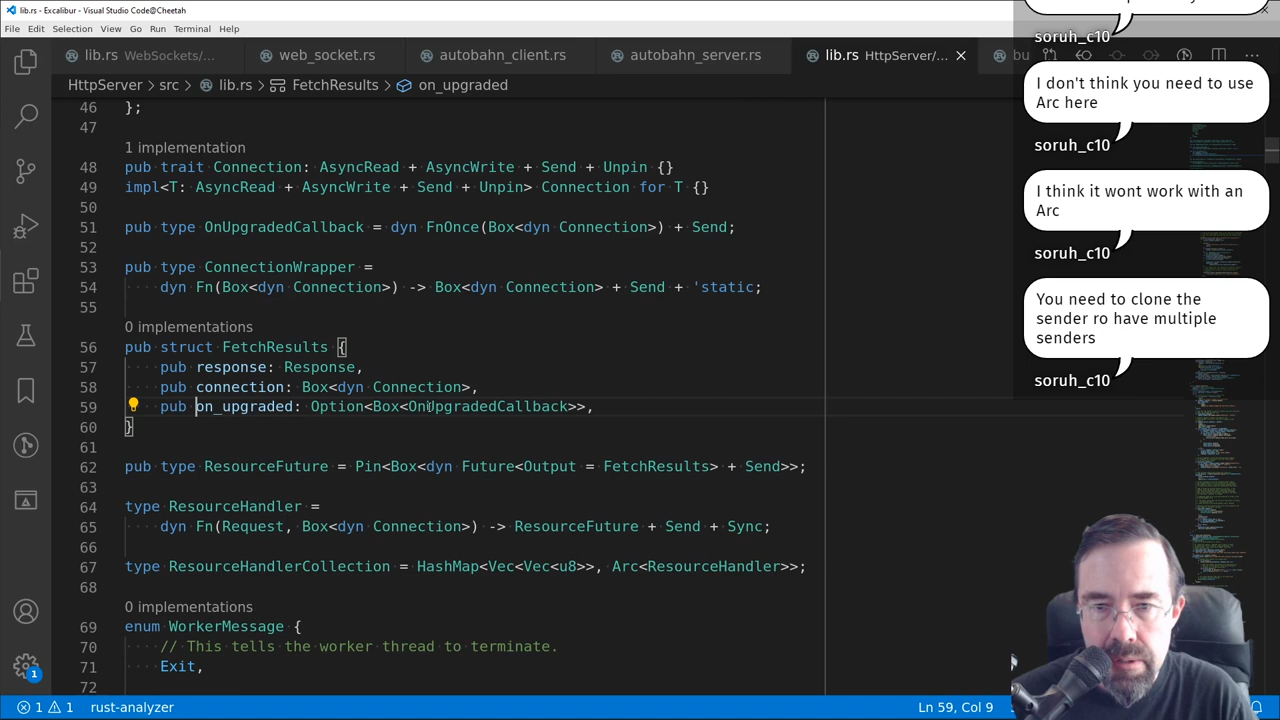 lib.rs - Excalibur - Visual Studio Code@Cheetah
File Edit Selection View Go Run Terminal Help
lib.rs WebSockets/... web_socket.rs autobahn_client.rs autobahn_server.rs lib.rs HttpServer/... bu
HttpServer > src > lib.rs > FetchResults > on_upgraded
46 };
47
1 implementation
48 pub trait Connection: AsyncRead + AsyncWrite + Send + Unpin {}
49 impl<T: AsyncRead + AsyncWrite + Send + Unpin> Connection for T {}
50
51 pub type OnUpgradedCallback = dyn FnOnce(Box<dyn Connection>) + Send;
52
53 pub type ConnectionWrapper =
54 dyn Fn(Box<dyn Connection>) -> Box<dyn Connection> + Send + 'static;
55
0 implementations
56 pub struct FetchResults {
57 pub response: Response,
58 pub connection: Box<dyn Connection>,
59 pub on_upgraded: Option<Box<OnUpgradedCallback>>,
60 }
61
62 pub type ResourceFuture = Pin<Box<dyn Future<Output = FetchResults> + Send>>;
63
64 type ResourceHandler =
65 dyn Fn(Request, Box<dyn Connection>) -> ResourceFuture + Send + Sync;
66
67 type ResourceHandlerCollection = HashMap<Vec<Vec<u8>>, Arc<ResourceHandler>>;
68
0 implementations
69 enum WorkerMessage {
70 // This tells the worker thread to terminate.
71 Exit,
72
soruh_c10
I don't think you need to use
Arc here
soruh_c10
I think it wont work with an
Arc
soruh_c10
You need to clone the
sender ro have multiple
senders
soruh_c10
1
1 1 rust-analyzer Ln 59, Col 9